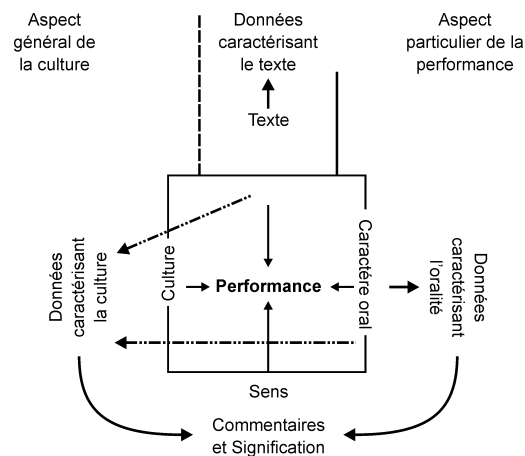 Aspect
général de
la culture
Données
caractérisant
le texte
Aspect
particulier de la
performance
Texte
Données
caractérisant
la culture
Culture
Performance
Caractére oral
Données
caractérisant
l'oralité
Sens
Commentaires
et Signification